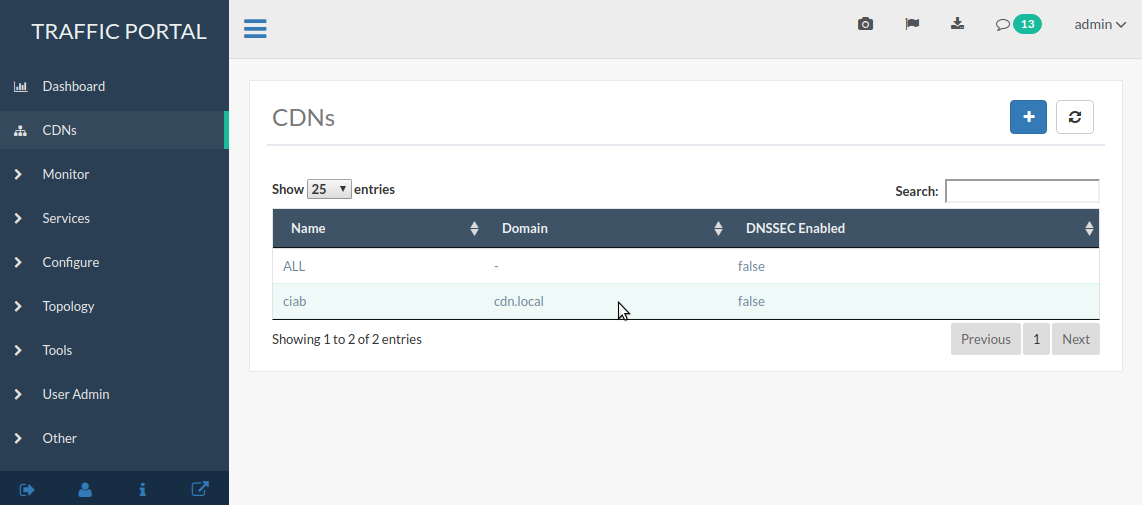 TRAFFIC PORTAL
13
admin
Dashboard
CDNs
Monitor
Services
Configure
Topology
Tools
User Admin
Other
CDNs
Show 25 entries
Search:
Name Domain DNSSEC Enabled
ALL - false
ciab cdn.local false
Showing 1 to 2 of 2 entries
Previous 1 Next